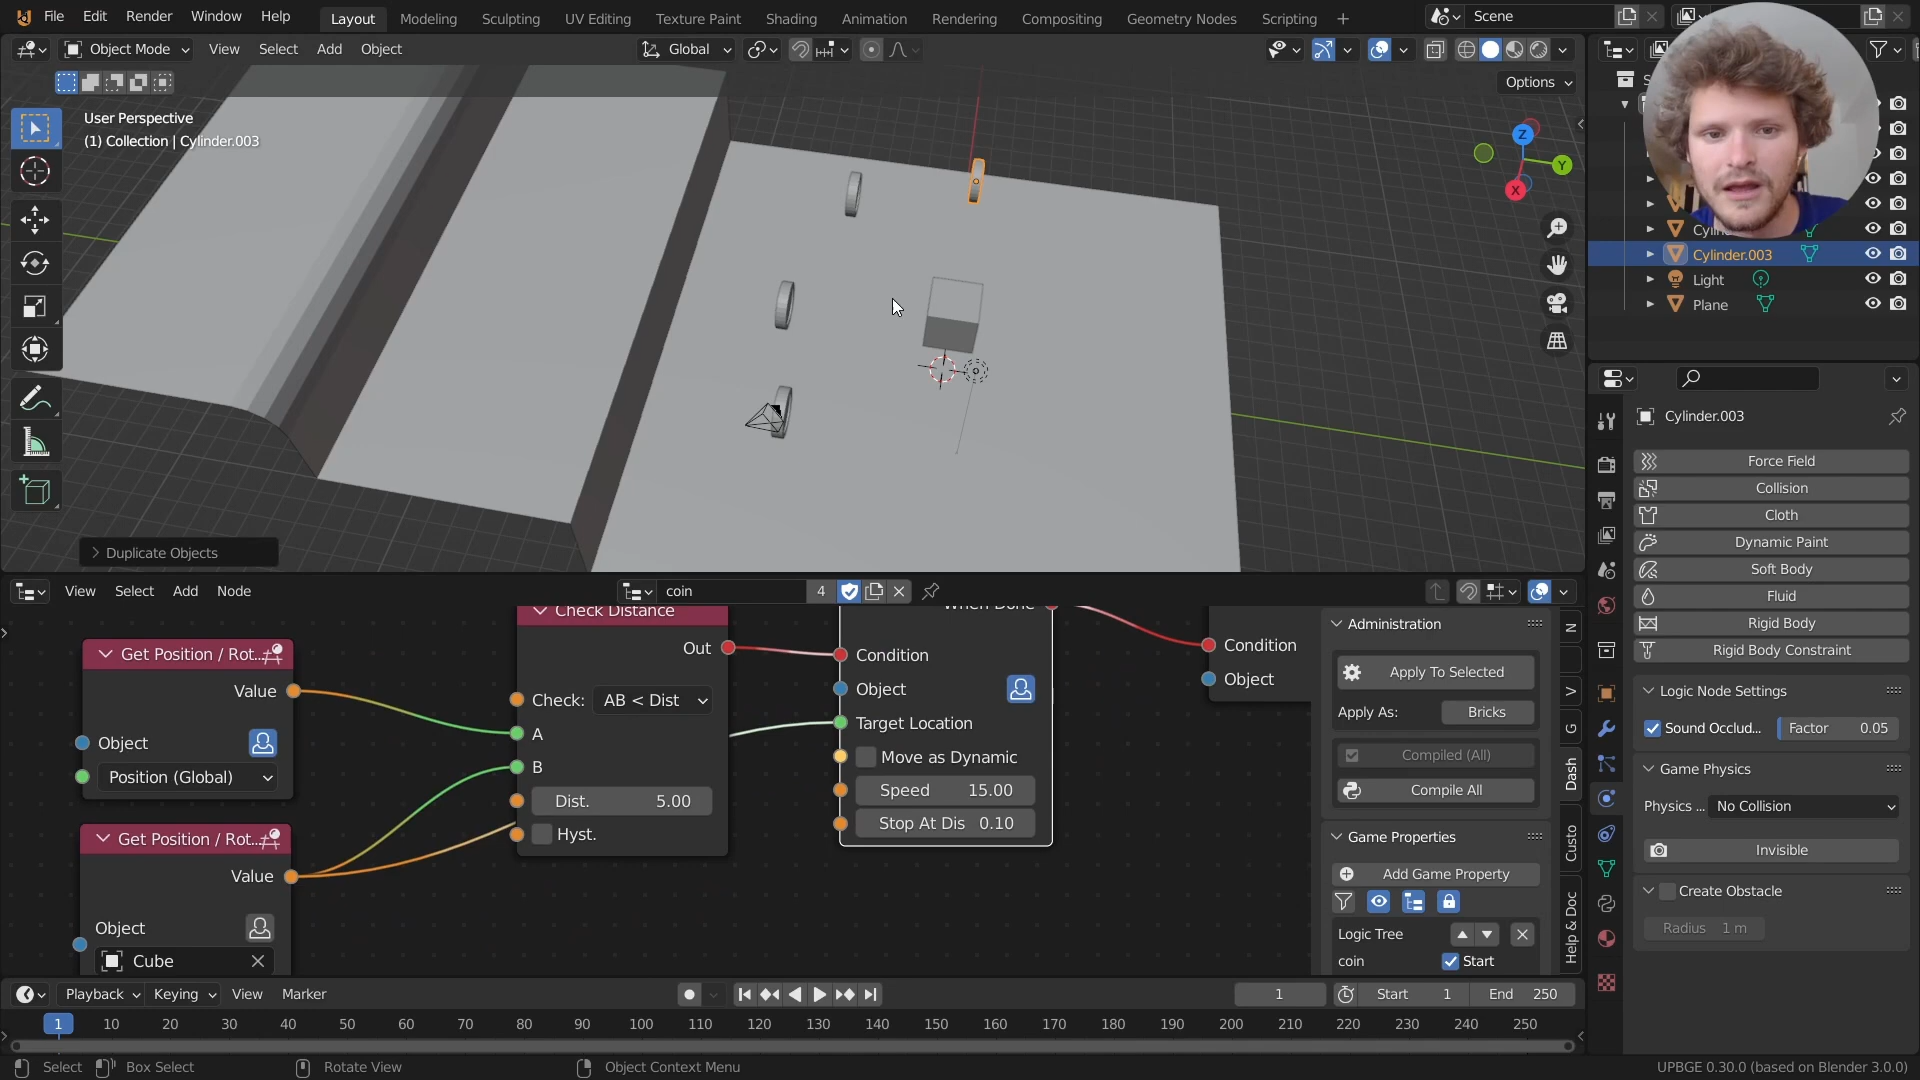 File Edit Render Window Help Layout Modeling Sculpting UV Editing Texture Paint Shading Animation Rendering Compositing Geometry Nodes Scripting Scene
Object Mode View Select Add Object Global
Options
User Perspective
(1) Collection | Cylinder.003
Z
Y
X
Cylinder.003
Light
Plane
Cylinder.003
Force Field
Collision
Cloth
Dynamic Paint
Soft Body
Fluid
Rigid Body
Rigid Body Constraint
Logic Node Settings
Sound Occlud... Factor 0.05
Game Physics
Physics ... No Collision
Invisible
Create Obstacle
Radius 1 m
Duplicate Objects
View Select Add Node coin 4
Check Distance
Out
Check: AB < Dist
A
B
Dist. 5.00
Hyst.
Get Position / Rot...
Value
Object
Position (Global)
Get Position / Rot...
Value
Object
Cube
When Done
Condition
Object
Target Location
Move as Dynamic
Speed 15.00
Stop At Dis 0.10
Condition
Object
Administration
Apply To Selected
Apply As: Bricks
Compiled (All)
Compile All
Game Properties
Add Game Property
Logic Tree
coin Start
N
V
G
Dash
Custo
Help & Doc
Playback Keying View Marker 1 Start 1 End 250
1 10 20 30 40 50 60 70 80 90 100 110 120 130 140 150 160 170 180 190 200 210 220 230 240 250
Select Box Select Rotate View Object Context Menu UPBGE 0.30.0 (based on Blender 3.0.0)